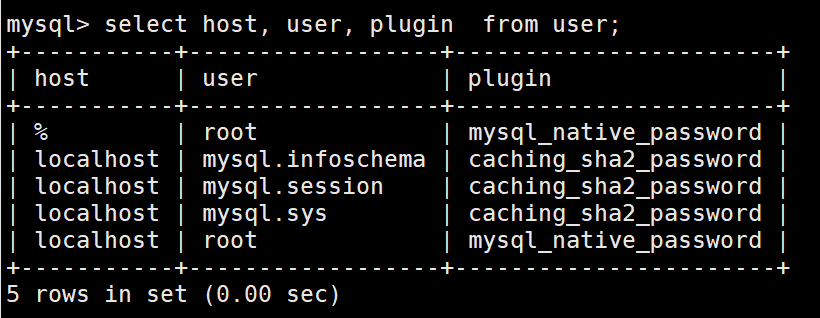 mysql> select host, user, plugin  from user;
+-----------+------------------+-----------------------+
| host      | user             | plugin                |
+-----------+------------------+-----------------------+
| %         | root             | mysql_native_password |
| localhost | mysql.infoschema | caching_sha2_password |
| localhost | mysql.session    | caching_sha2_password |
| localhost | mysql.sys        | caching_sha2_password |
| localhost | root             | mysql_native_password |
+-----------+------------------+-----------------------+
5 rows in set (0.00 sec)